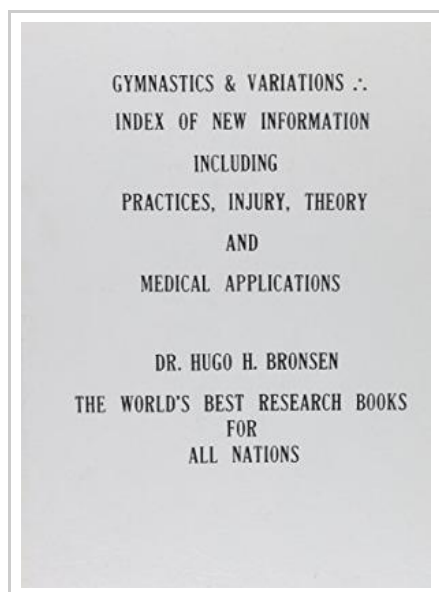 GYMNASTICS & VARIATIONS ∴
INDEX OF NEW INFORMATION
INCLUDING
PRACTICES, INJURY, THEORY
AND
MEDICAL APPLICATIONS
DR. HUGO H. BRONSEN
THE WORLD'S BEST RESEARCH BOOKS
FOR
ALL NATIONS